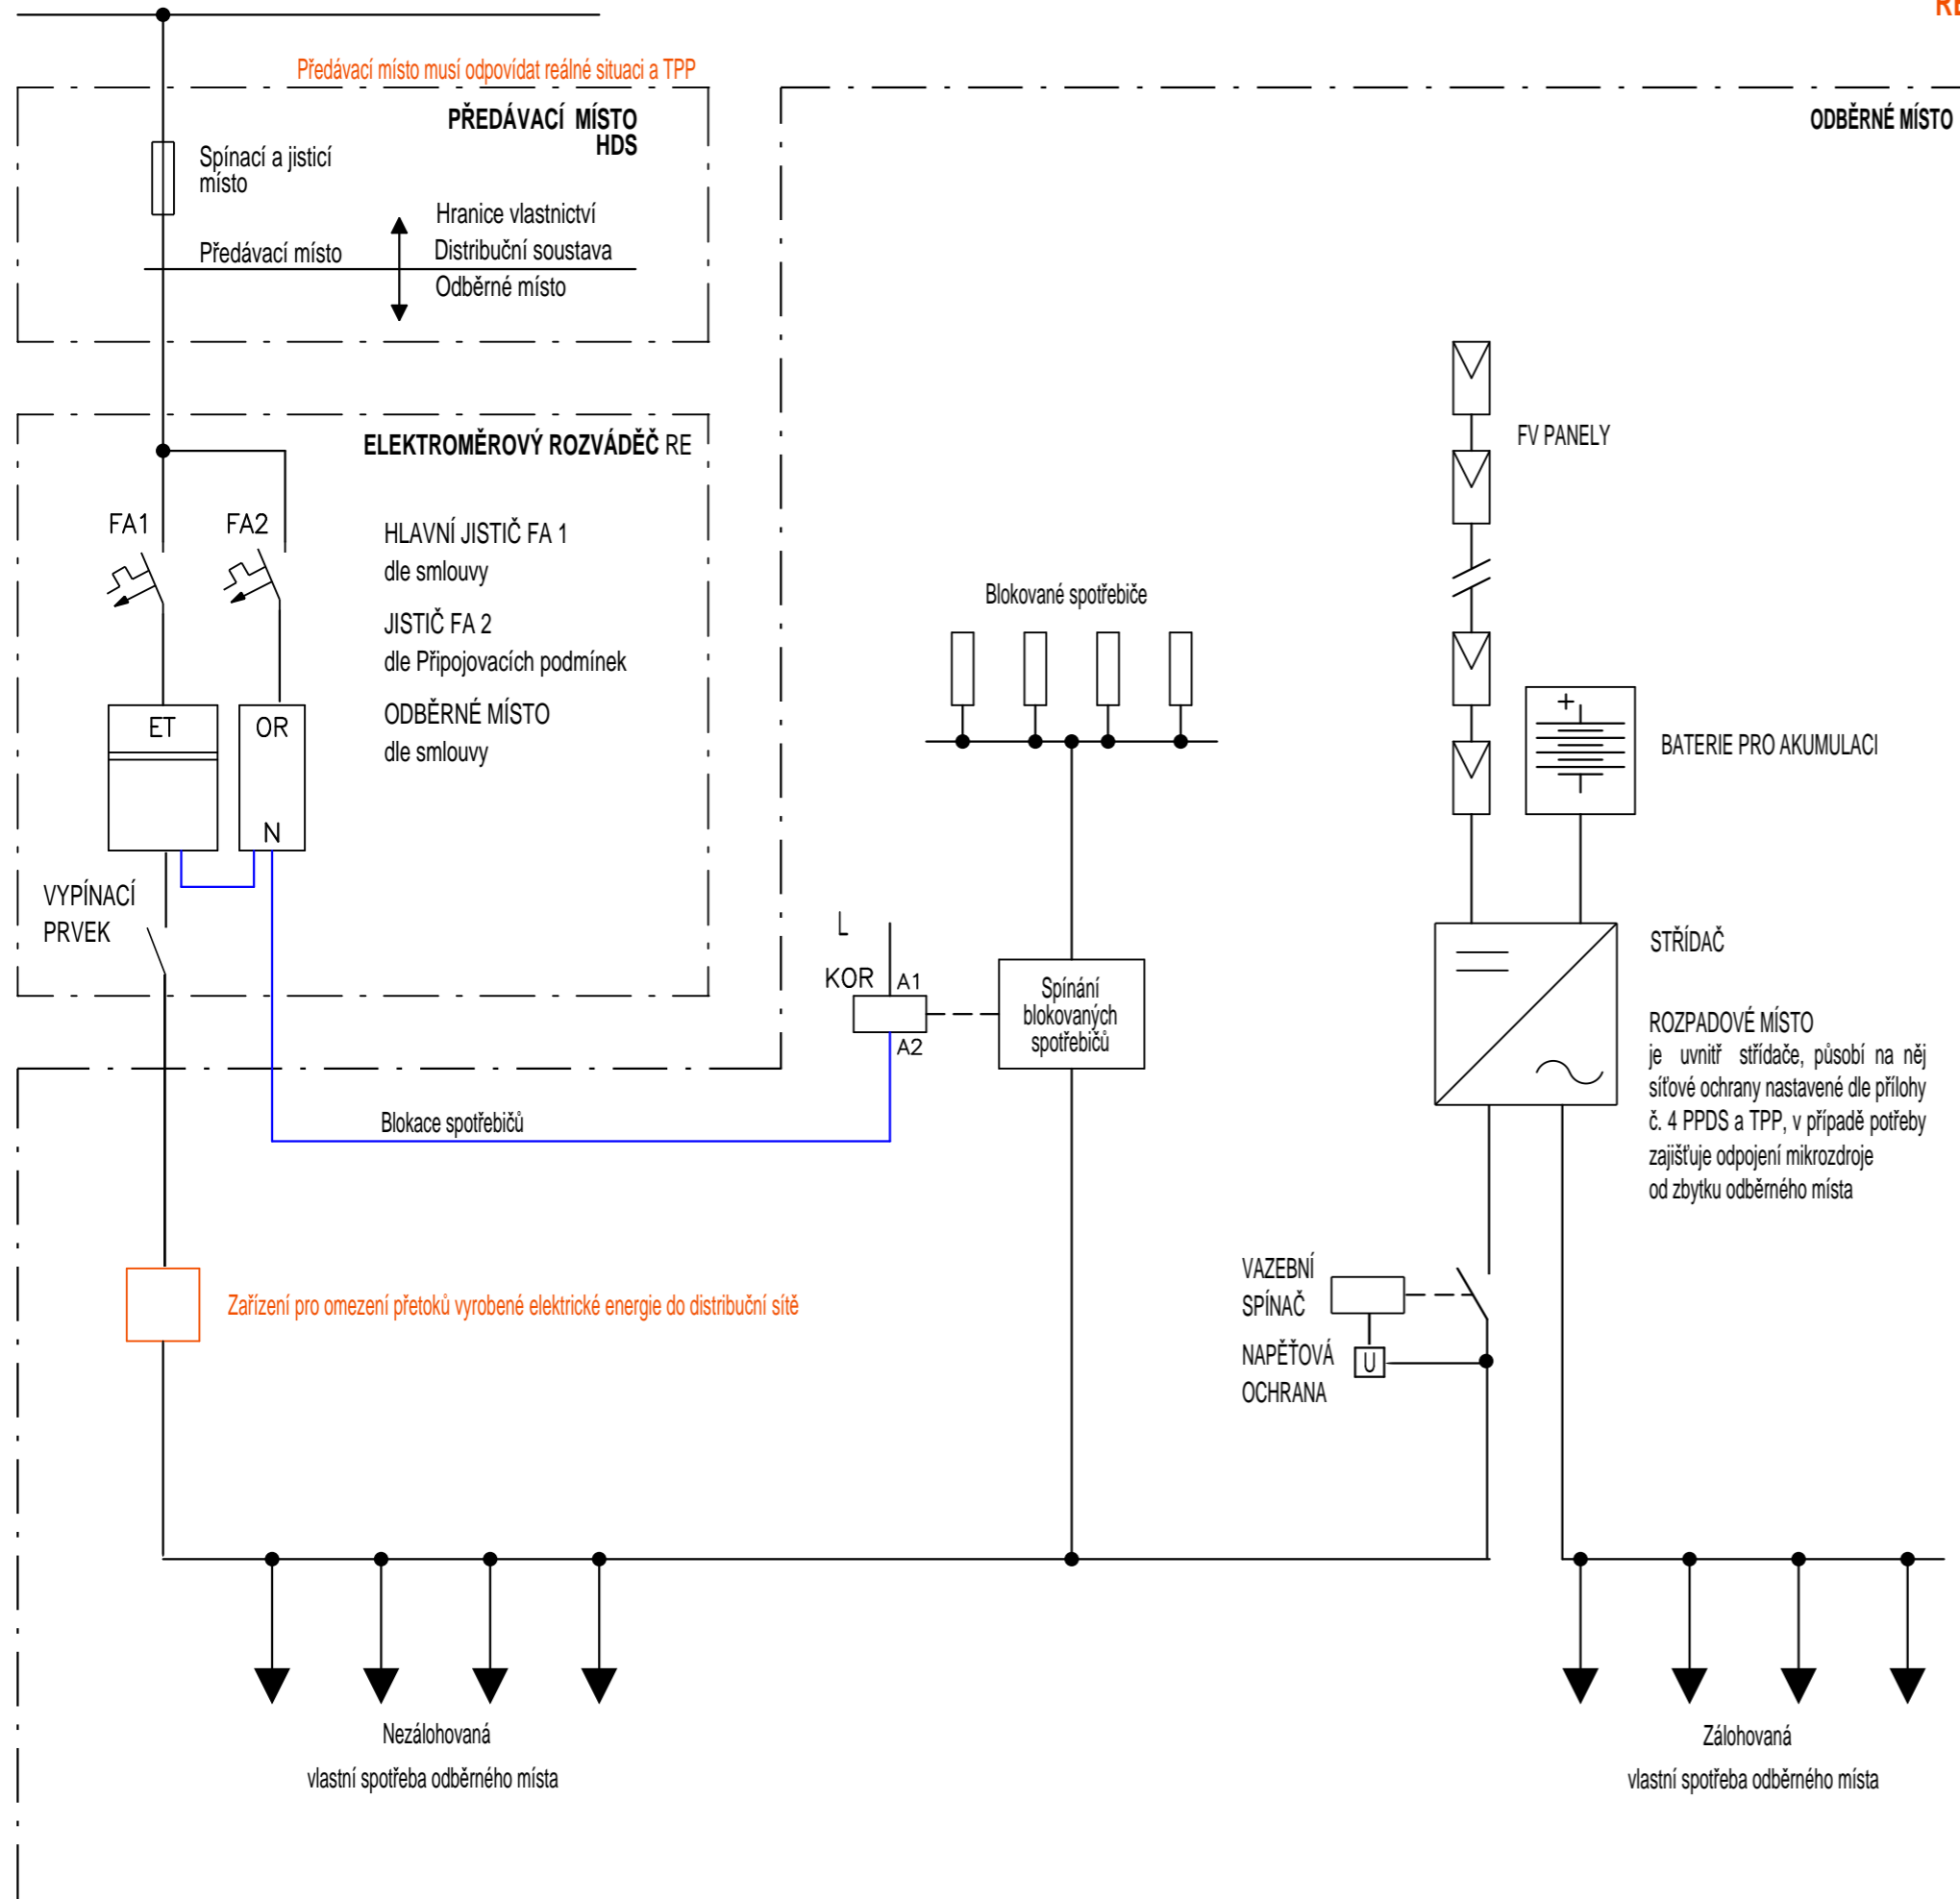 Předávací místo musí odpovídat reálné situaci a TPP
PŘEDÁVACÍ MÍSTO
HDS
Spínací a jisticí
místo
Hranice vlastnictví
Předávací místo
Distribuční soustava
Odběrné místo
ODBĚRNÉ MÍSTO
ELEKTROMĚROVÝ ROZVÁDĚČ RE
FA1
FA2
HLAVNÍ JISTIČ FA 1
dle smlouvy
JISTIČ FA 2
dle Připojovacích podmínek
ODBĚRNÉ MÍSTO
dle smlouvy
ET
OR
N
VYPÍNACÍ
PRVEK
FV PANELY
Blokované spotřebiče
+
BATERIE PRO AKUMULACI
L
KOR
A1
A2
Spínání
blokovaných
spotřebičů
STŘÍDAČ
ROZPADOVÉ MÍSTO
je uvnitř střídače, působí na něj
síťové ochrany nastavené dle přílohy
č. 4 PPDS a TPP, v případě potřeby
zajišťuje odpojení mikrozdroje
od zbytku odběrného místa
Blokace spotřebičů
Zařízení pro omezení přetoků vyrobené elektrické energie do distribuční sítě
VAZEBNÍ
SPÍNAČ
NAPĚŤOVÁ
OCHRANA
U
Nezálohovaná
vlastní spotřeba odběrného místa
Zálohovaná
vlastní spotřeba odběrného místa